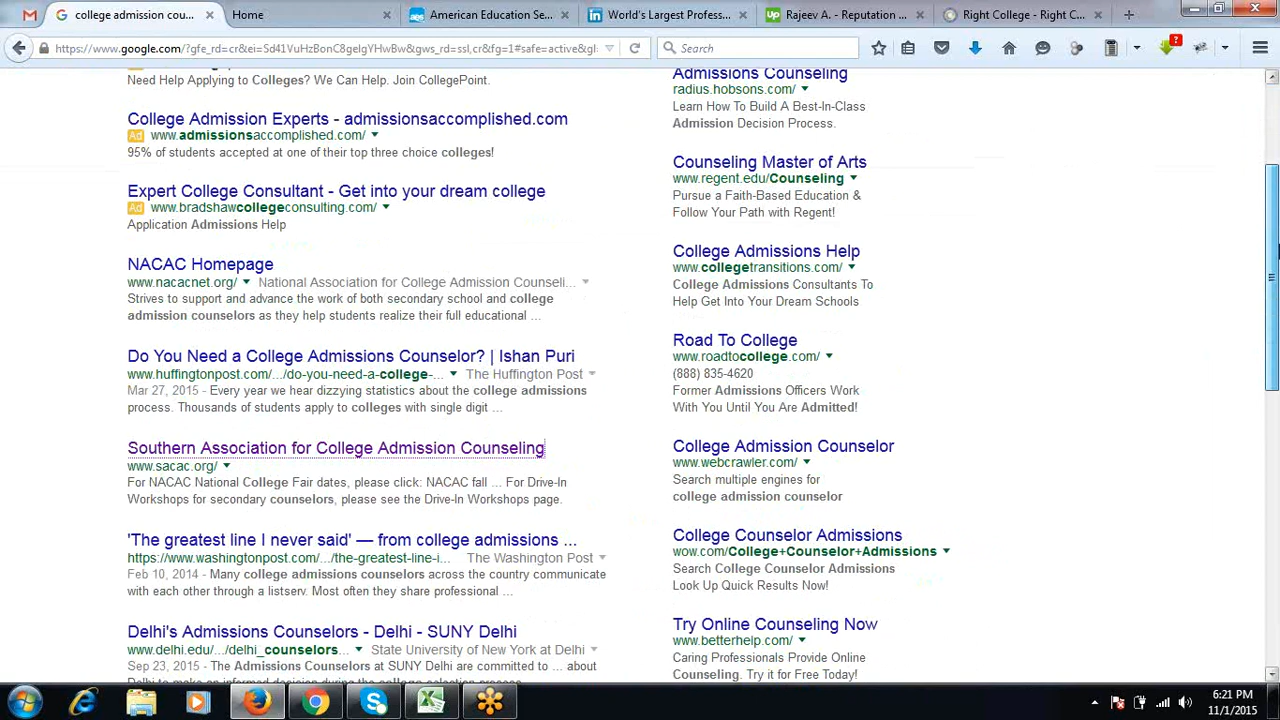 college admission cou...
Home
American Education Se...
World's Largest Profess...
Rajeev A. - Reputation ...
Right College - Right C...
https://www.google.com/?gfe_rd=cr&ei=Sd41VuHzBonC8geIgYHwBw&gws_rd=ssl,cr&fg=1#safe=active&gl
Search
?
Need Help Applying to Colleges? We Can Help. Join CollegePoint.
College Admission Experts - admissionsaccomplished.com
Ad www.admissionsaccomplished.com/
95% of students accepted at one of their top three choice colleges!
Expert College Consultant - Get into your dream college
Ad www.bradshawcollegeconsulting.com/
Application Admissions Help
NACAC Homepage
www.nacacnet.org/ National Association for College Admission Counseli...
Strives to support and advance the work of both secondary school and college
admission counselors as they help students realize their full educational ...
Do You Need a College Admissions Counselor? | Ishan Puri
www.huffingtonpost.com/.../do-you-need-a-college-... The Huffington Post
Mar 27, 2015 - Every year we hear dizzying statistics about the college admissions
process. Thousands of students apply to colleges with single digit ...
Southern Association for College Admission Counseling
www.sacac.org/
For NACAC National College Fair dates, please click: NACAC fall ... For Drive-In
Workshops for secondary counselors, please see the Drive-In Workshops page.
'The greatest line I never said' — from college admissions ...
https://www.washingtonpost.com/.../the-greatest-line-i... The Washington Post
Feb 10, 2014 - Many college admissions counselors across the country communicate
with each other through a listserv. Most often they share professional ...
Delhi's Admissions Counselors - Delhi - SUNY Delhi
www.delhi.edu/.../delhi_counselors... State University of New York at Delhi
Sep 23, 2015 - The Admissions Counselors at SUNY Delhi are committed to ... about
Delhi to make an informed decision during the college selection process.
Admissions Counseling
radius.hobsons.com/
Learn How To Build A Best-In-Class
Admission Decision Process.
Counseling Master of Arts
www.regent.edu/Counseling
Pursue a Faith-Based Education &
Follow Your Path with Regent!
College Admissions Help
www.collegetransitions.com/
College Admissions Consultants To
Help Get Into Your Dream Schools
Road To College
www.roadtocollege.com/
(888) 835-4620
Former Admissions Officers Work
With You Until You Are Admitted!
College Admission Counselor
www.webcrawler.com/
Search multiple engines for
college admission counselor
College Counselor Admissions
wow.com/College+Counselor+Admissions
Search College Counselor Admissions
Look Up Quick Results Now!
Try Online Counseling Now
www.betterhelp.com/
Caring Professionals Provide Online
Counseling. Try it for Free Today!
6:21 PM
11/1/2015